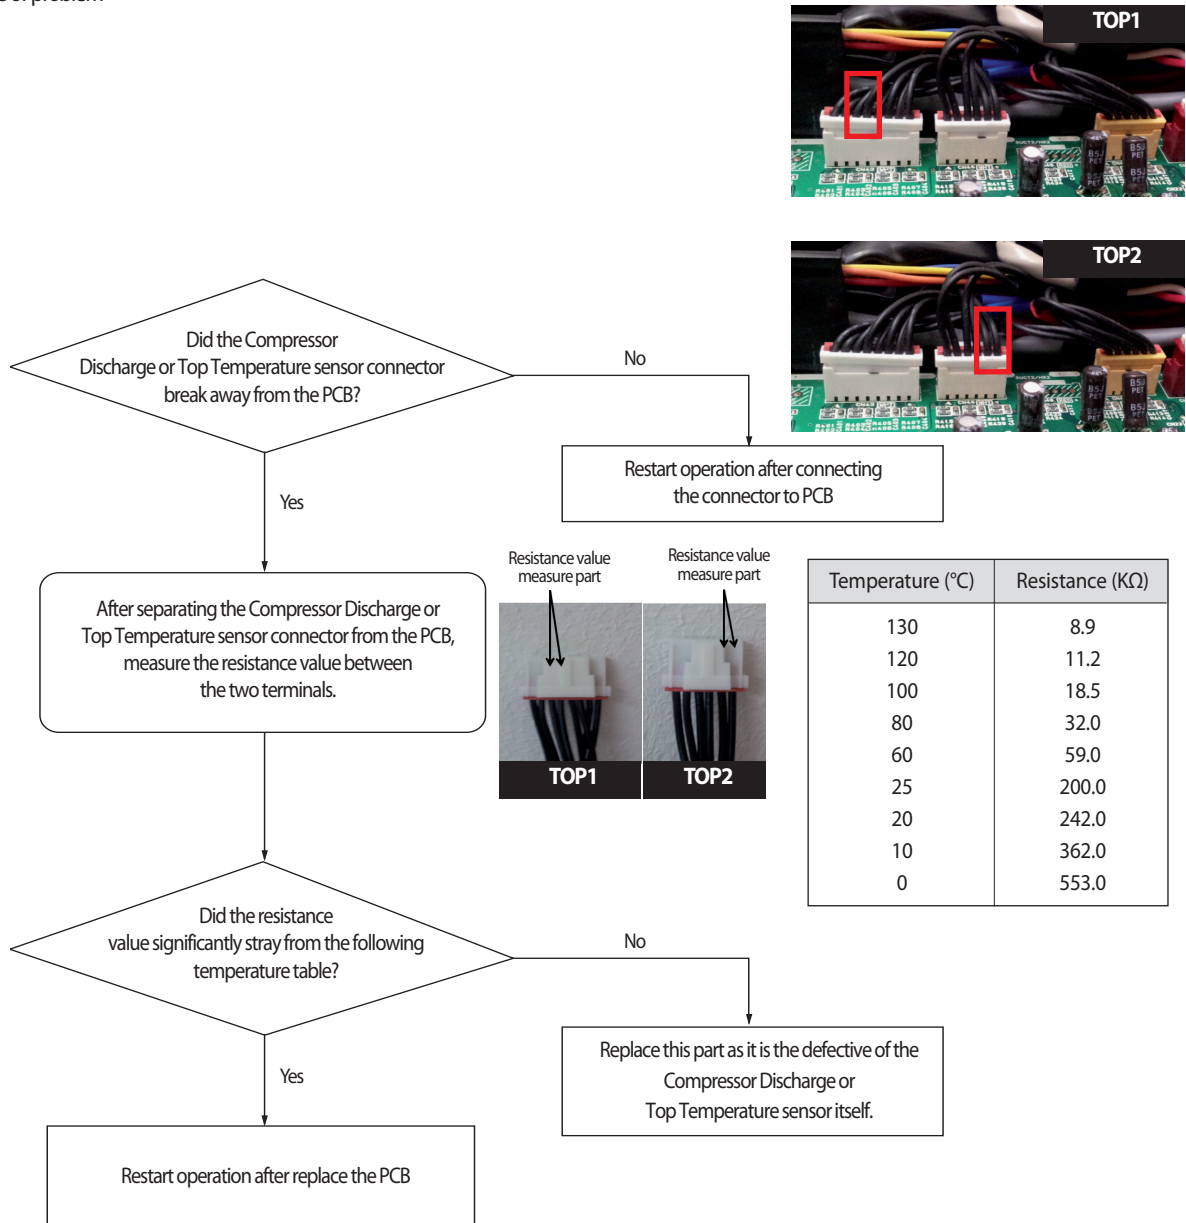 TOP1
TOP2
Did the Compressor
Discharge or Top Temperature sensor connector
break away from the PCB?
No
Restart operation after connecting
the connector to PCB
Yes
After separating the Compressor Discharge or
Top Temperature sensor connector from the PCB,
measure the resistance value between
the two terminals.
Resistance value
measure part
Resistance value
measure part
TOP1
TOP2
Temperature (°C) Resistance (KΩ)
130 8.9
120 11.2
100 18.5
80 32.0
60 59.0
25 200.0
20 242.0
10 362.0
0 553.0
Did the resistance
value significantly stray from the following
temperature table?
No
Replace this part as it is the defective of the
Compressor Discharge or
Top Temperature sensor itself.
Yes
Restart operation after replace the PCB